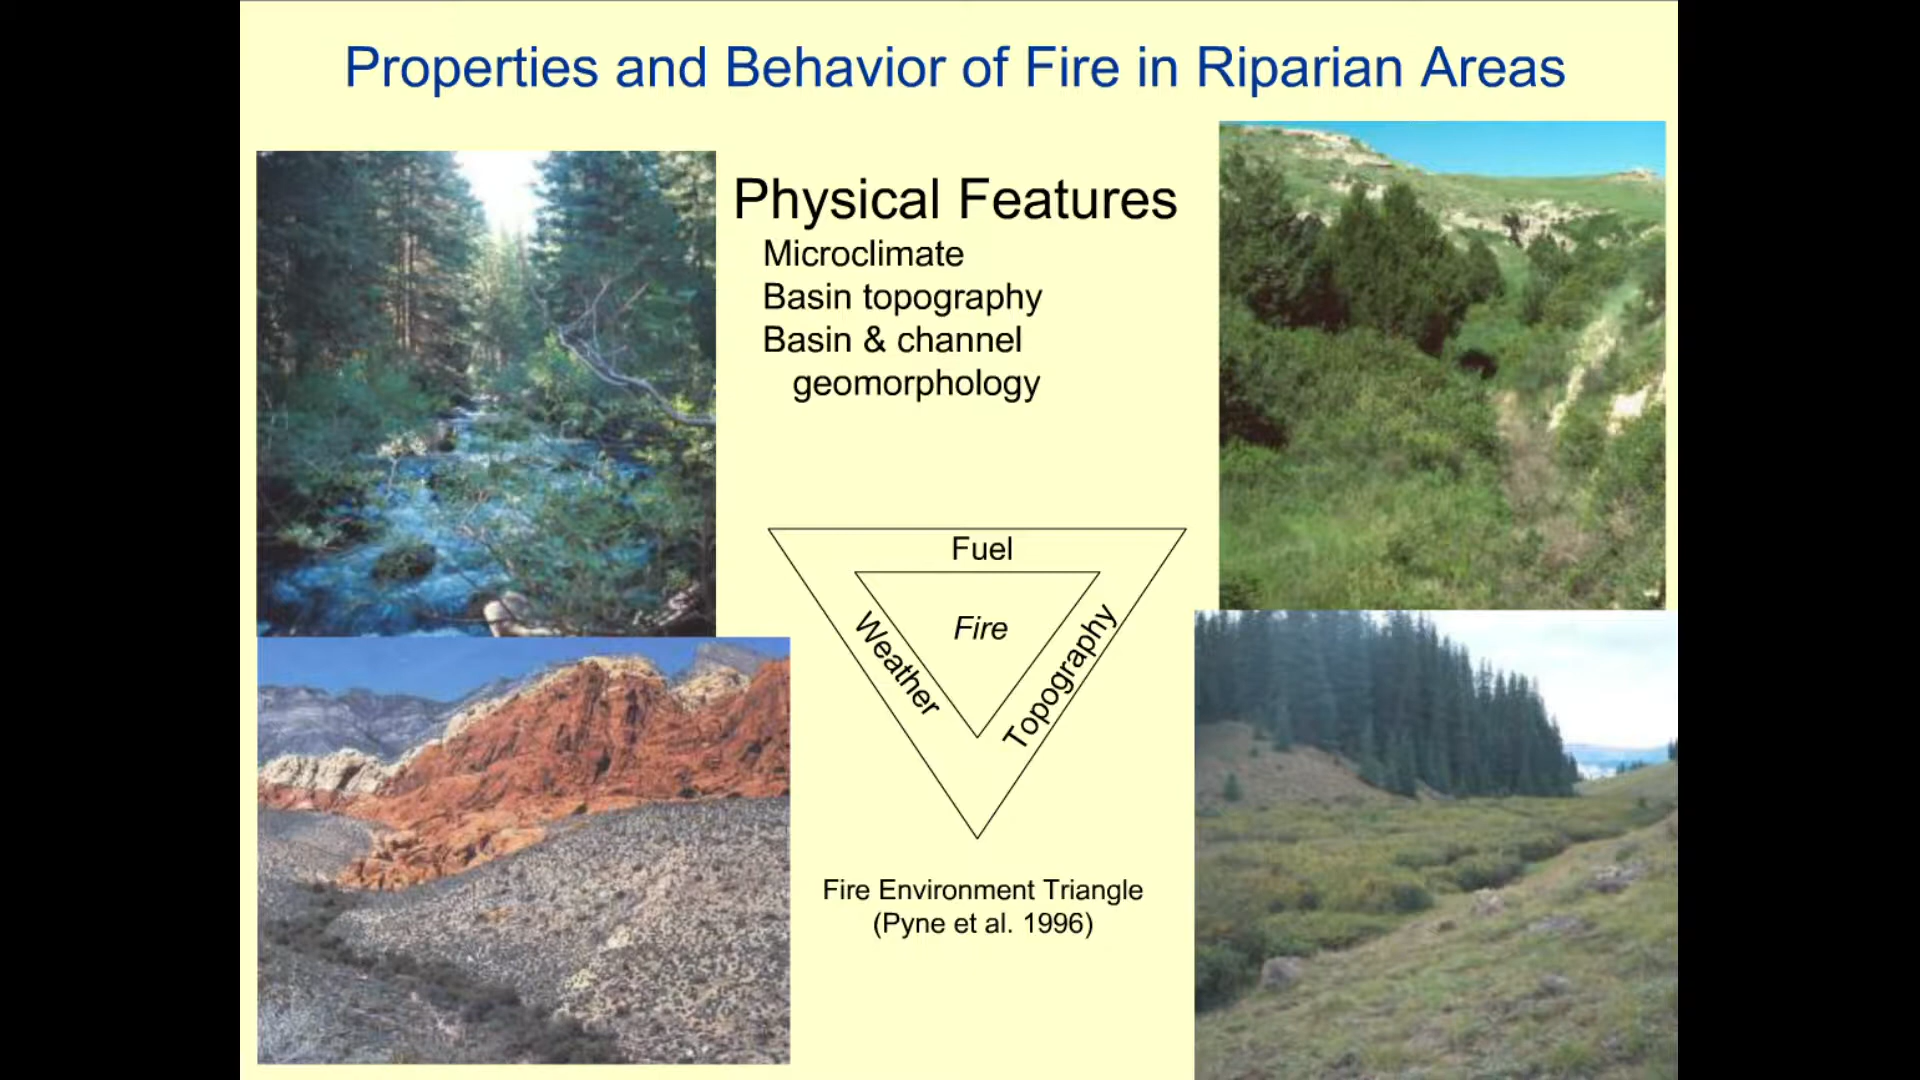 Properties and Behavior of Fire in Riparian Areas
Physical Features
Microclimate
Basin topography
Basin & channel
geomorphology
Fuel
Fire
Weather
Topography
Fire Environment Triangle
(Pyne et al. 1996)